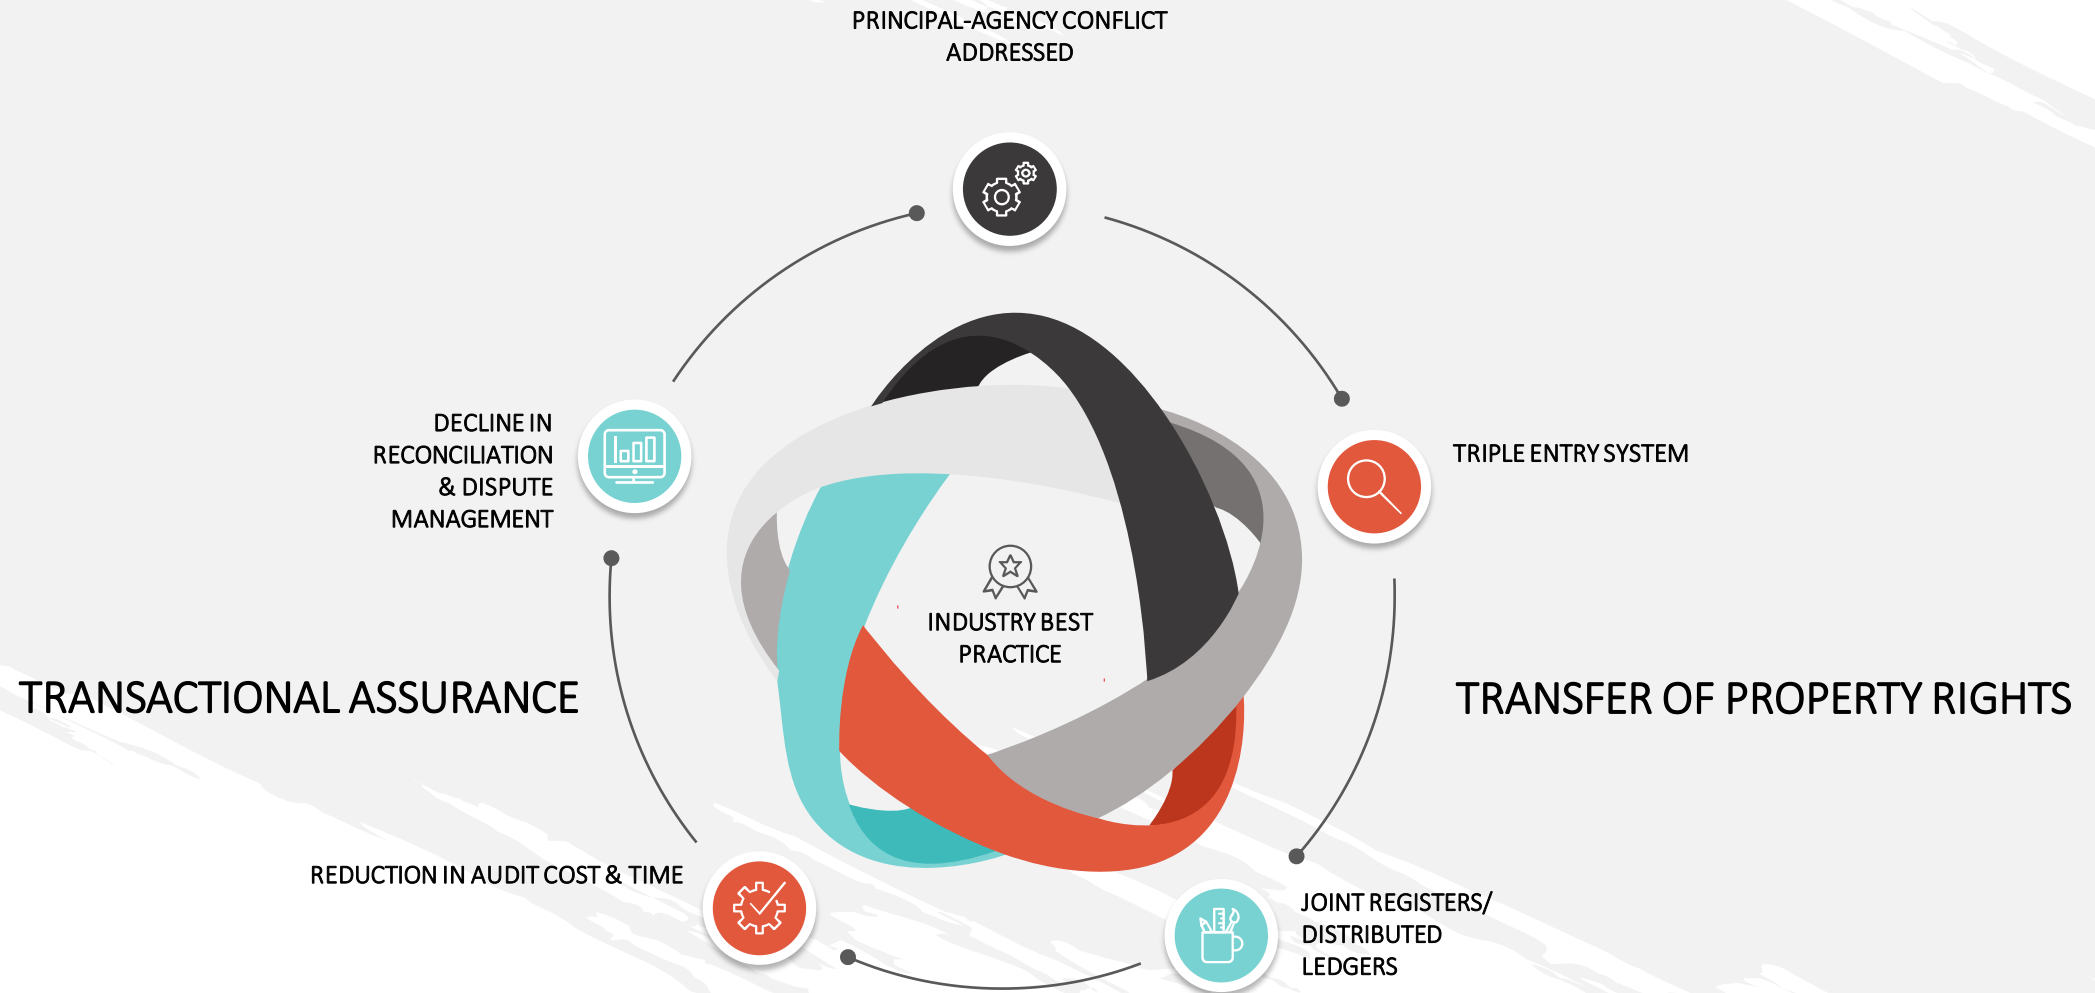 PRINCIPAL-AGENCY CONFLICT
ADDRESSED
DECLINE IN
RECONCILIATION
& DISPUTE
MANAGEMENT
TRIPLE ENTRY SYSTEM
INDUSTRY BEST
PRACTICE
TRANSACTIONAL ASSURANCE
TRANSFER OF PROPERTY RIGHTS
REDUCTION IN AUDIT COST & TIME
JOINT REGISTERS/
DISTRIBUTED
LEDGERS